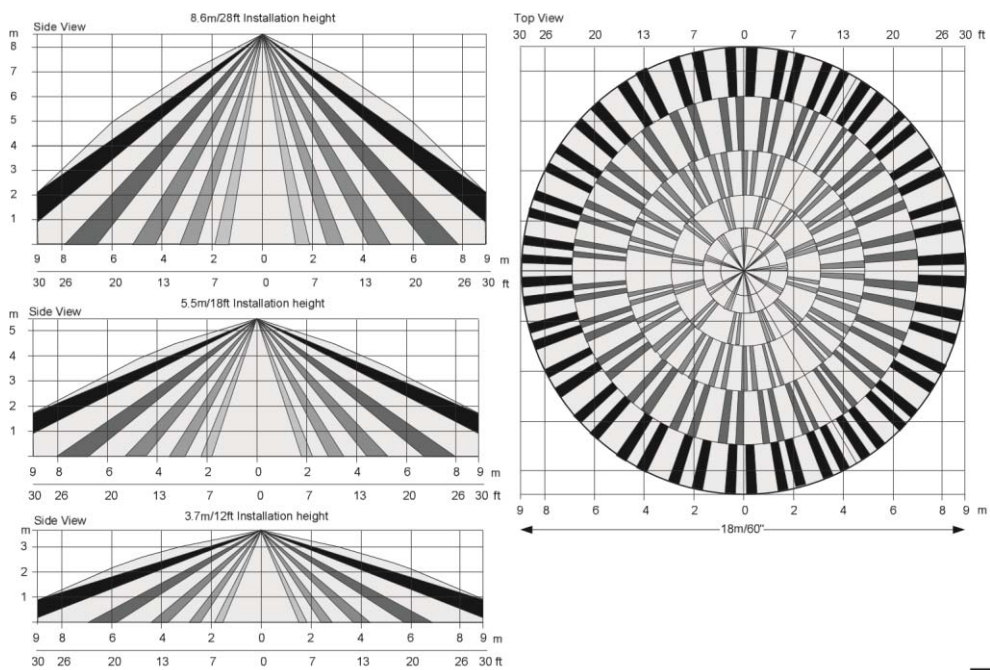 8.6m/28ft Installation height
Side View
m
8
7
6
5
4
3
2
1
9 8 6 4 2 0 2 4 6 8 9 m
30 26 20 13 7 0 7 13 20 26 30 ft
5.5m/18ft Installation height
Side View
m
5
4
3
2
1
9 8 6 4 2 0 2 4 6 8 9 m
30 26 20 13 7 0 7 13 20 26 30 ft
3.7m/12ft Installation height
Side View
m
3
2
1
9 8 6 4 2 0 2 4 6 8 9 m
30 26 20 13 7 0 7 13 20 26 30 ft
Top View
30 26 20 13 7 0 7 13 20 26 30 ft
9 8 6 4 2 0 2 4 6 8 9 m
18m/60"